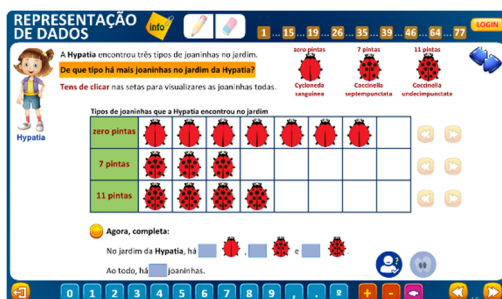 REPRESENTAÇÃO
DE DADOS
info
1 ... 15 ... 19 ... 26 ... 35 ... 39 ... 46 ... 64 ... 77
LOGIN
A Hypatia encontrou três tipos de joaninhas no jardim.
De que tipo há mais joaninhas no jardim da Hypatia?
Tens de clicar nas setas para visualizares as joaninhas todas.
zero pintas
Cycloneda
sanguinea
7 pintas
Coccinella
septempunctata
11 pintas
Coccinella
undecimpunctata
Hypatia
Tipos de joaninhas que a Hypatia encontrou no jardim
zero pintas
7 pintas
11 pintas
Agora, completa:
No jardim da Hypatia, há , e
Ao todo, há joaninhas.
0 1 2 3 4 5 6 7 8 9 , . º + -